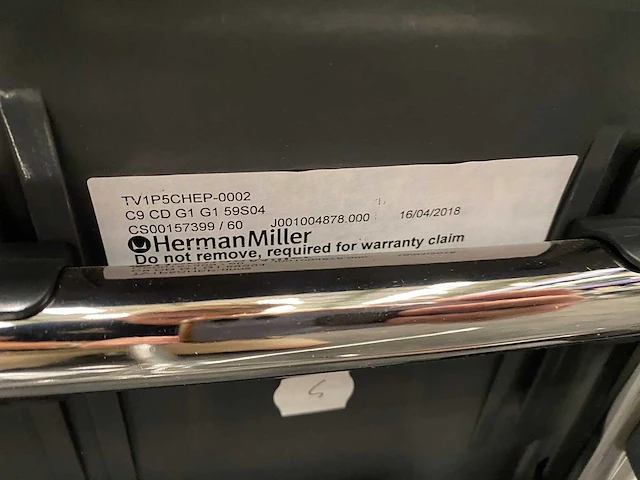 TV1P5CHEP-0002
C9 CD G1 G1 59S04
CS00157399 / 60 J001004878.000 16/04/2018
HermanMiller
Do not remove, required for warranty claim